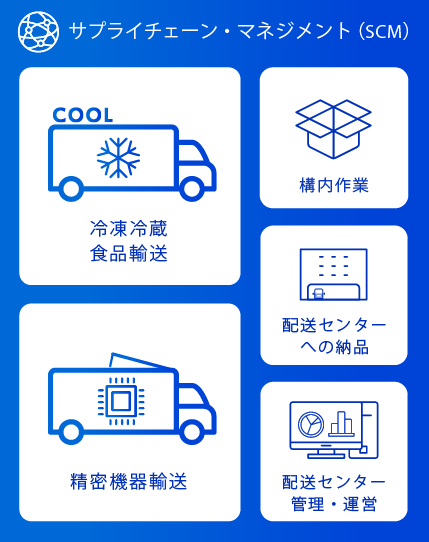 サプライチェーン・マネジメント（SCM）
COOL
冷凍冷蔵
食品輸送
精密機器輸送
構内作業
配送センター
への納品
配送センター
管理・運営